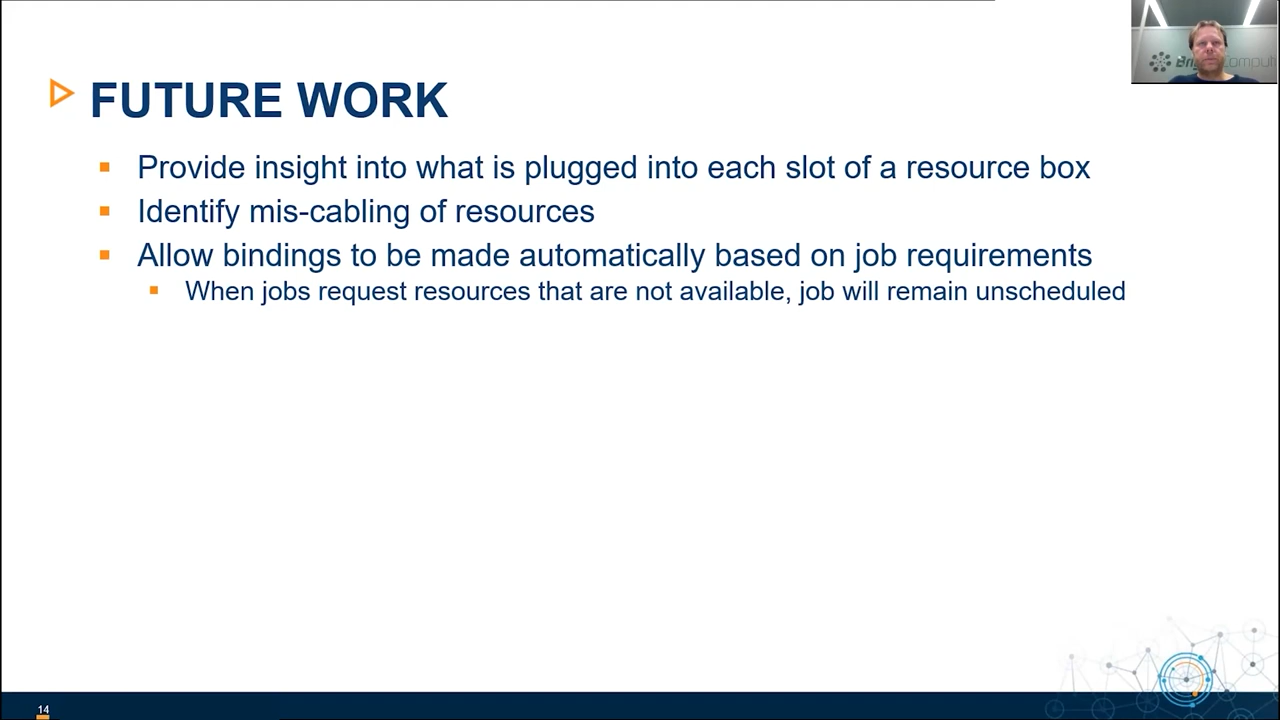 FUTURE WORK
Provide insight into what is plugged into each slot of a resource box
Identify mis-cabling of resources
Allow bindings to be made automatically based on job requirements
When jobs request resources that are not available, job will remain unscheduled
14